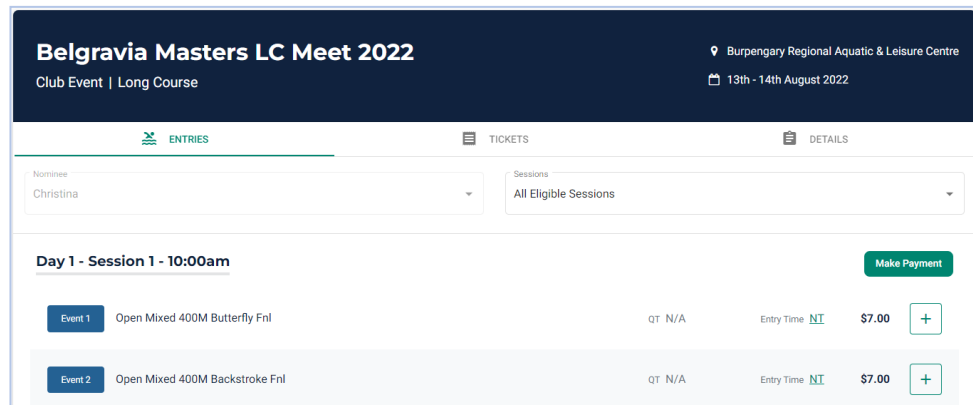 Belgravia Masters LC Meet 2022
Club Event | Long Course
Burpengary Regional Aquatic & Leisure Centre
13th - 14th August 2022
ENTRIES
TICKETS
DETAILS
Nominee
Christina
Sessions
All Eligible Sessions
Day 1 - Session 1 - 10:00am
Make Payment
Event 1 Open Mixed 400M Butterfly Fnl QT N/A Entry Time NT $7.00 +
Event 2 Open Mixed 400M Backstroke Fnl QT N/A Entry Time NT $7.00 +